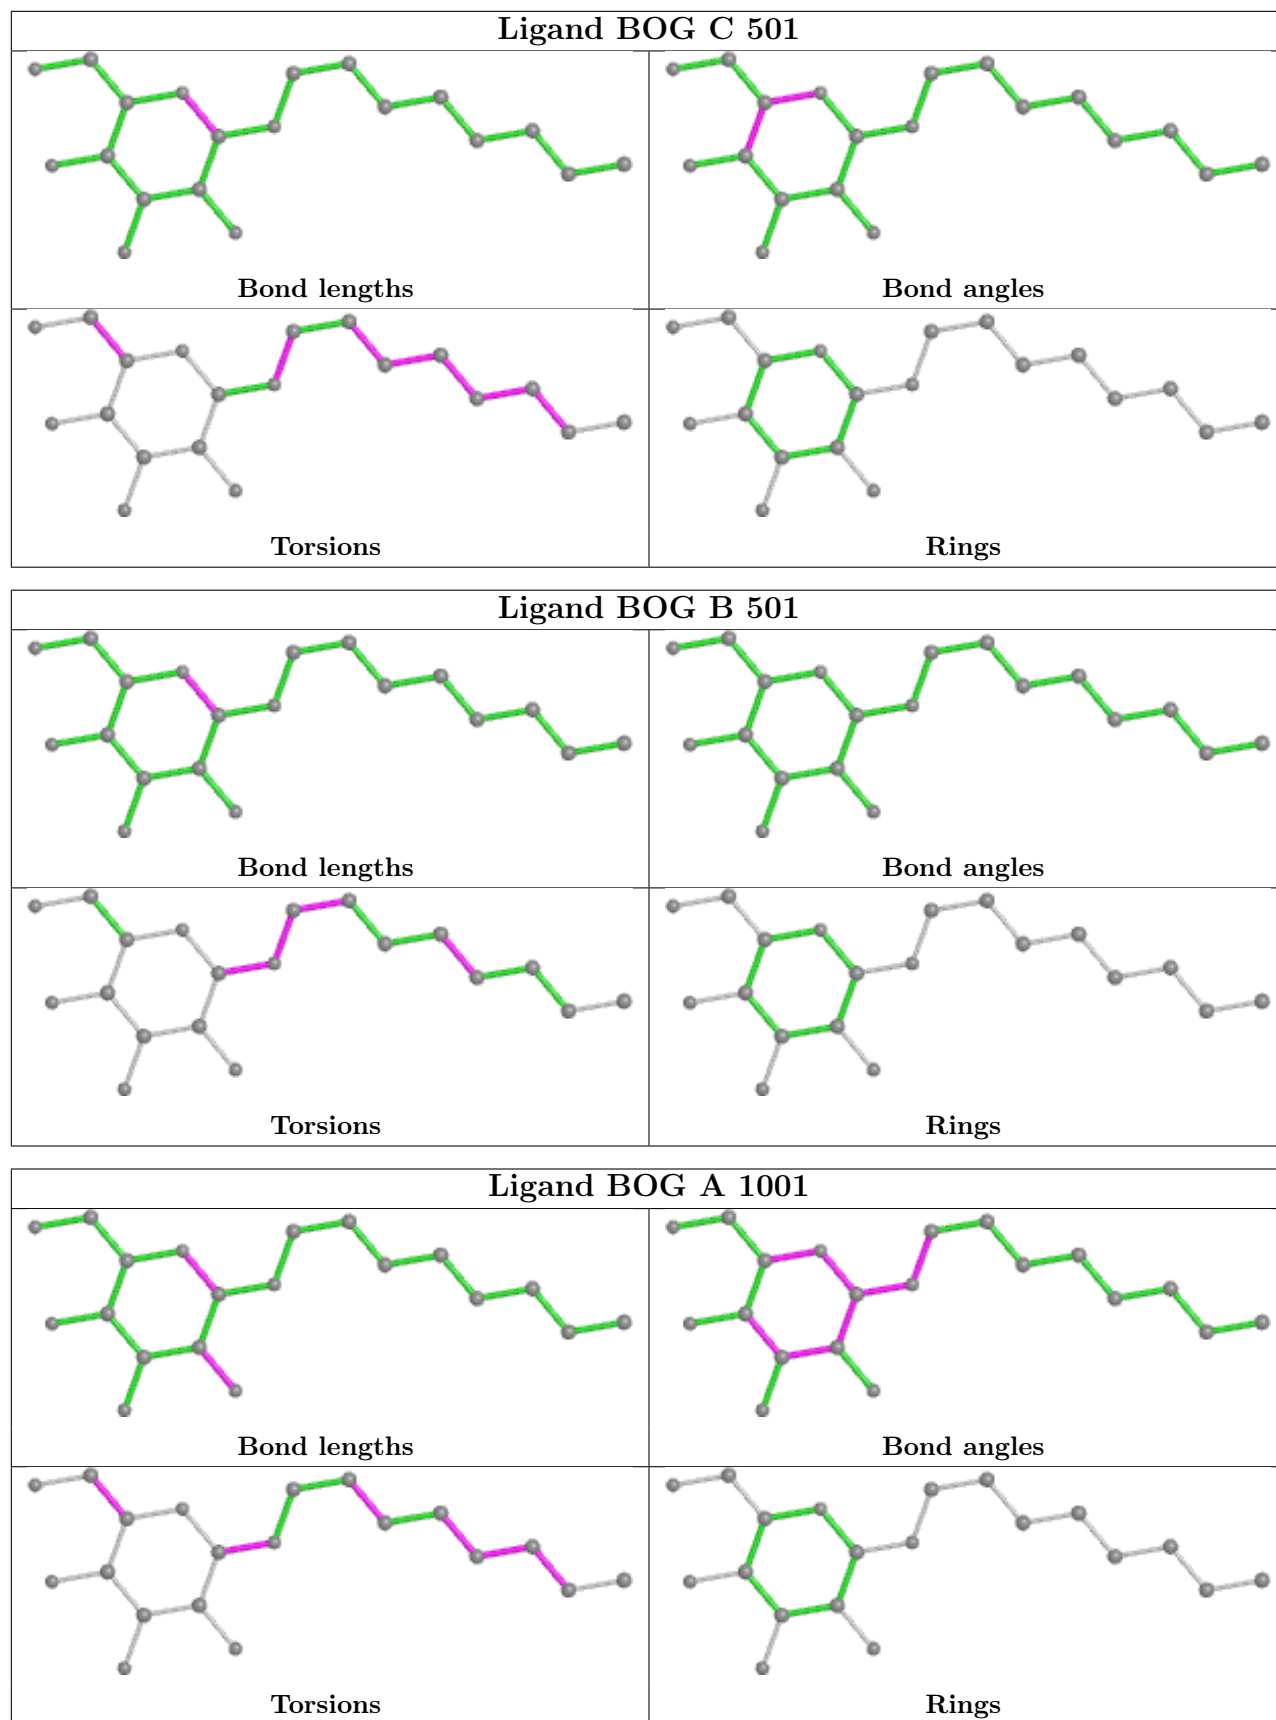 Ligand BOG C 501
Bond lengths
Bond angles
Torsions
Rings
Ligand BOG B 501
Bond lengths
Bond angles
Torsions
Rings
Ligand BOG A 1001
Bond lengths
Bond angles
Torsions
Rings